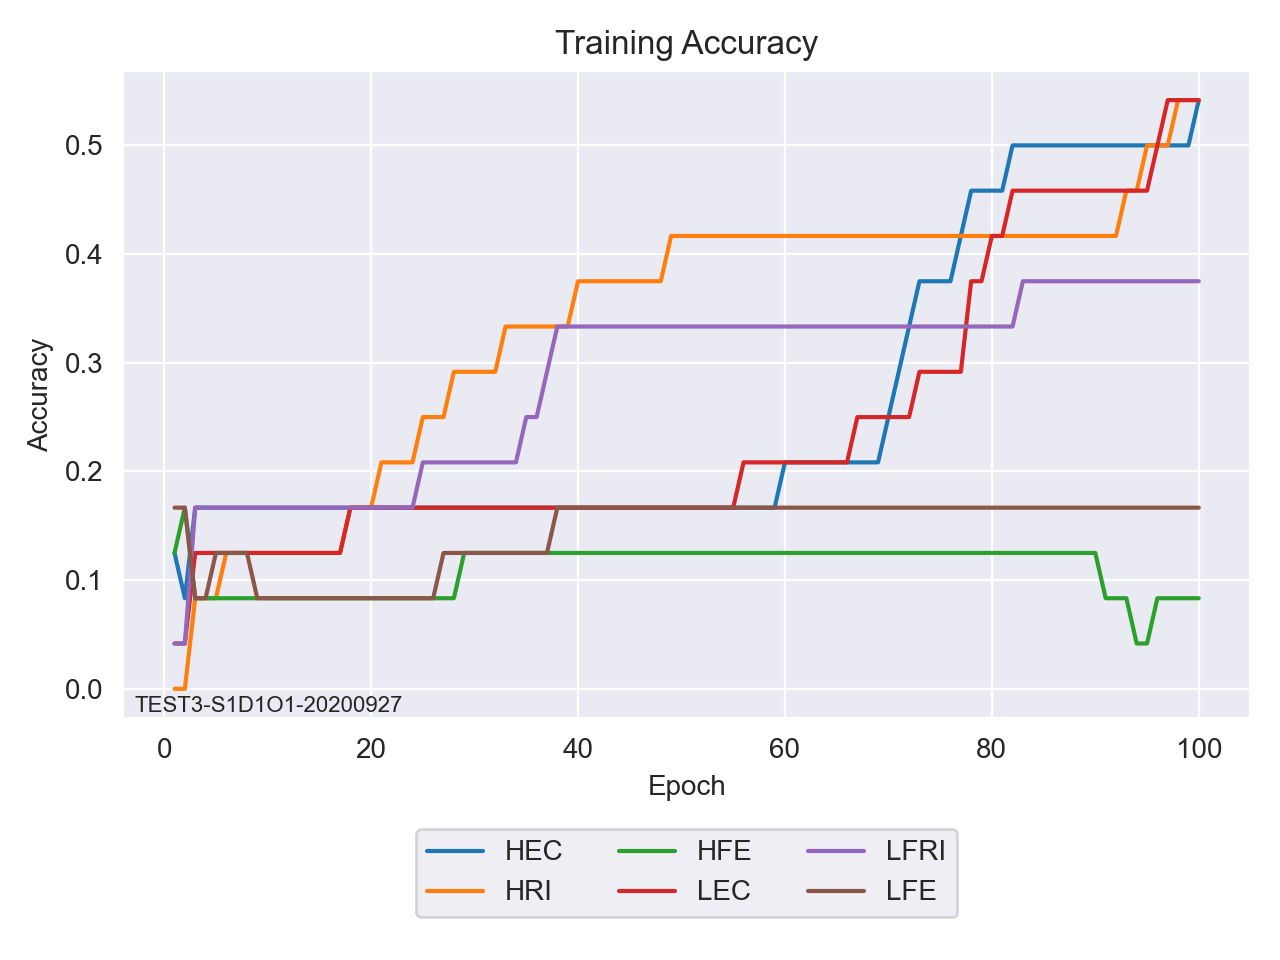 Training Accuracy
Accuracy
0.5
0.4
0.3
0.2
0.1
0.0
TEST3-S1D1O1-20200927
0 20 40 60 80 100
Epoch
HEC HFE LFRI
HRI LEC LFE